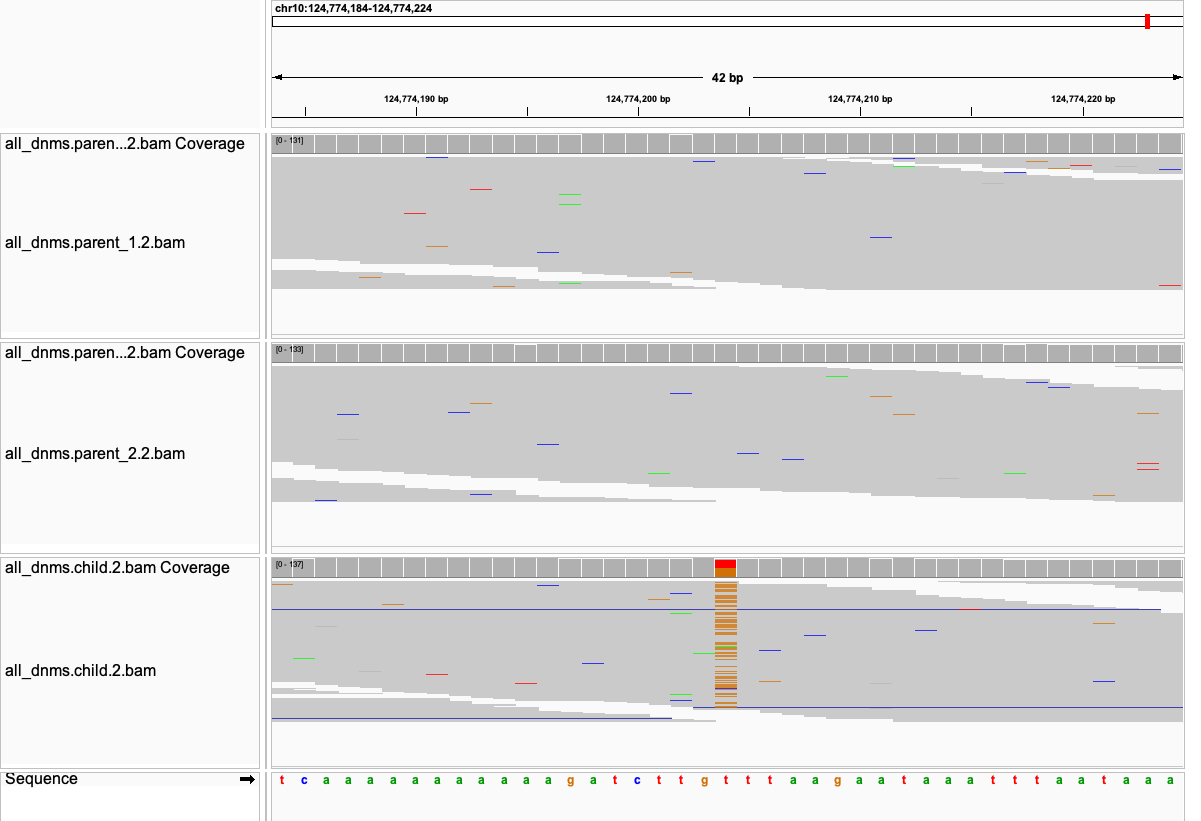 chr10:124,774,184-124,774,224
42 bp
124,774,190 bp 124,774,200 bp 124,774,210 bp 124,774,220 bp
all_dnms.paren...2.bam Coverage [0 - 131]
all_dnms.parent_1.2.bam
all_dnms.paren...2.bam Coverage [0 - 133]
all_dnms.parent_2.2.bam
all_dnms.child.2.bam Coverage [0 - 137]
all_dnms.child.2.bam
Sequence t c a a a a a a a a a a a g a t c t t g t t t a a g a a t a a a t t t a a t a a a